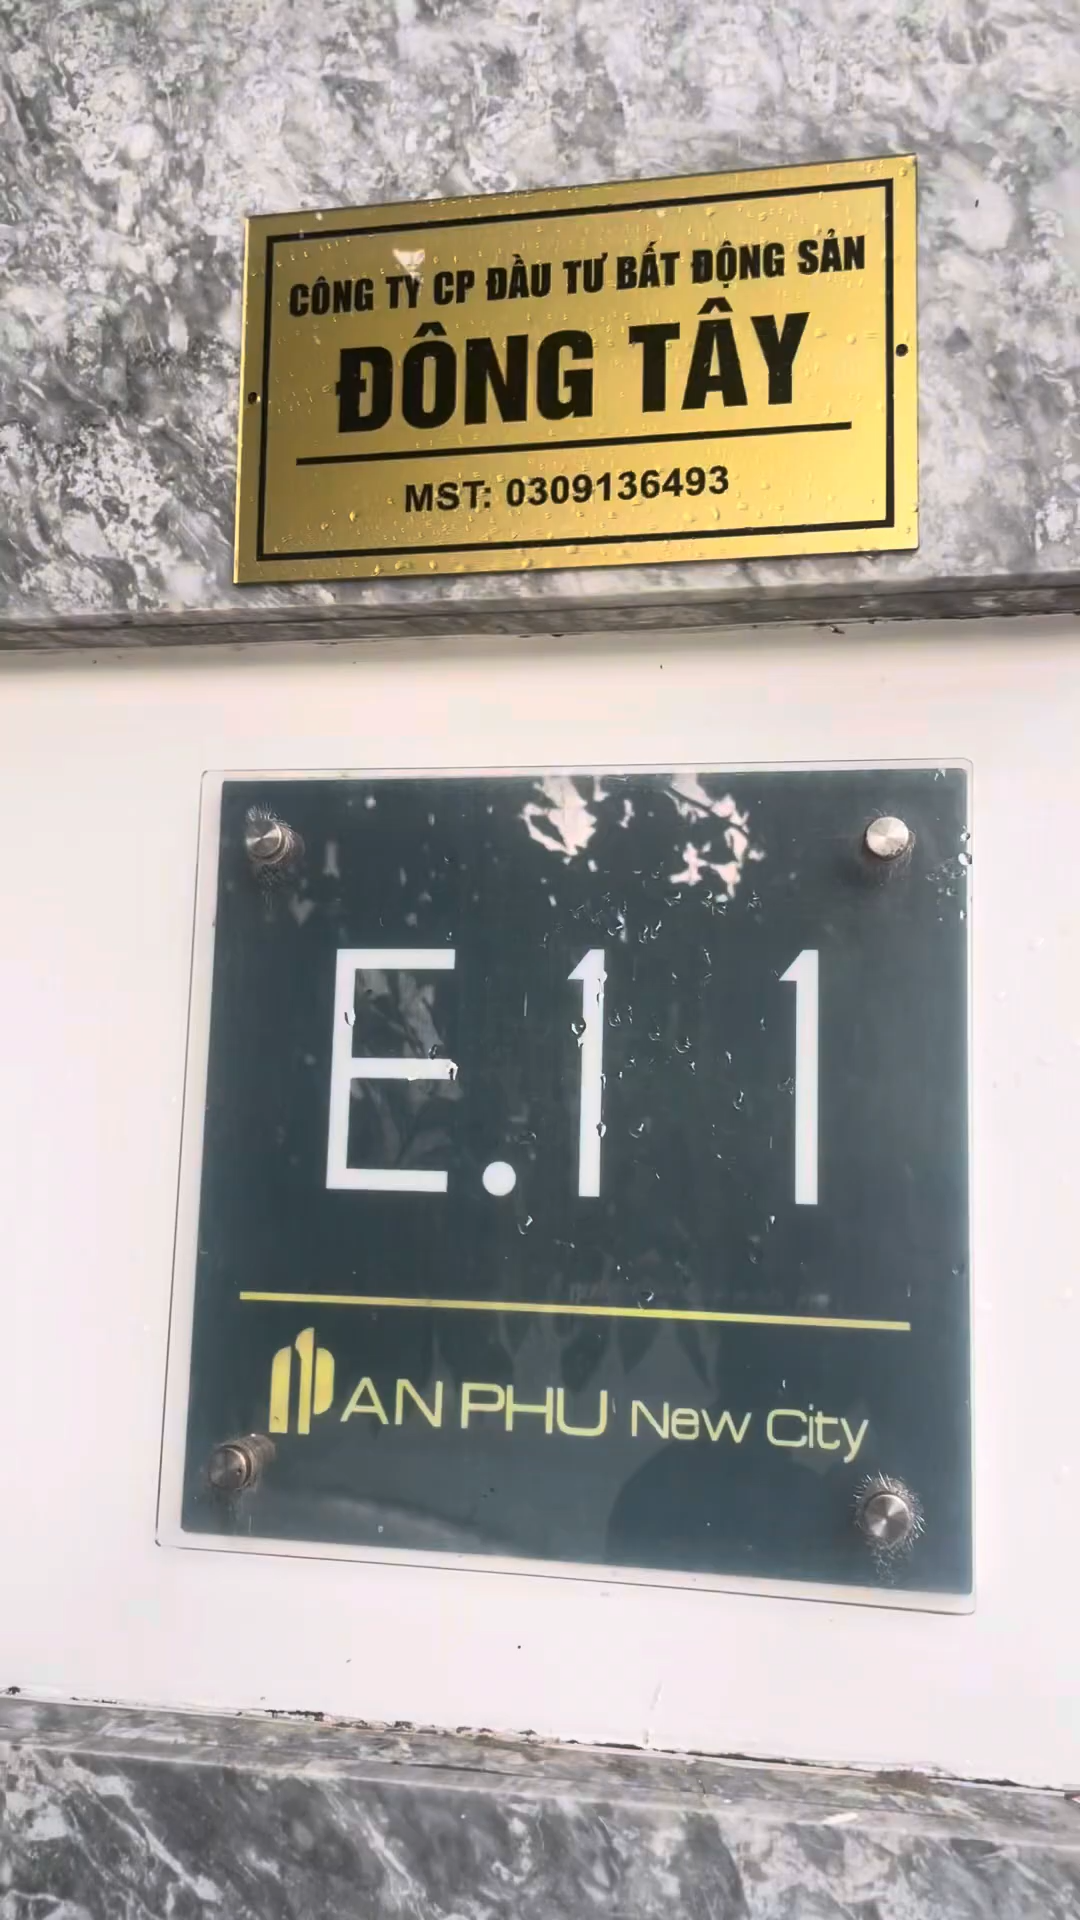 CÔNG TY CP ĐẦU TƯ BẤT ĐỘNG SẢN
ĐÔNG TÂY
MST: 0309136493
E.11
AN PHU New City